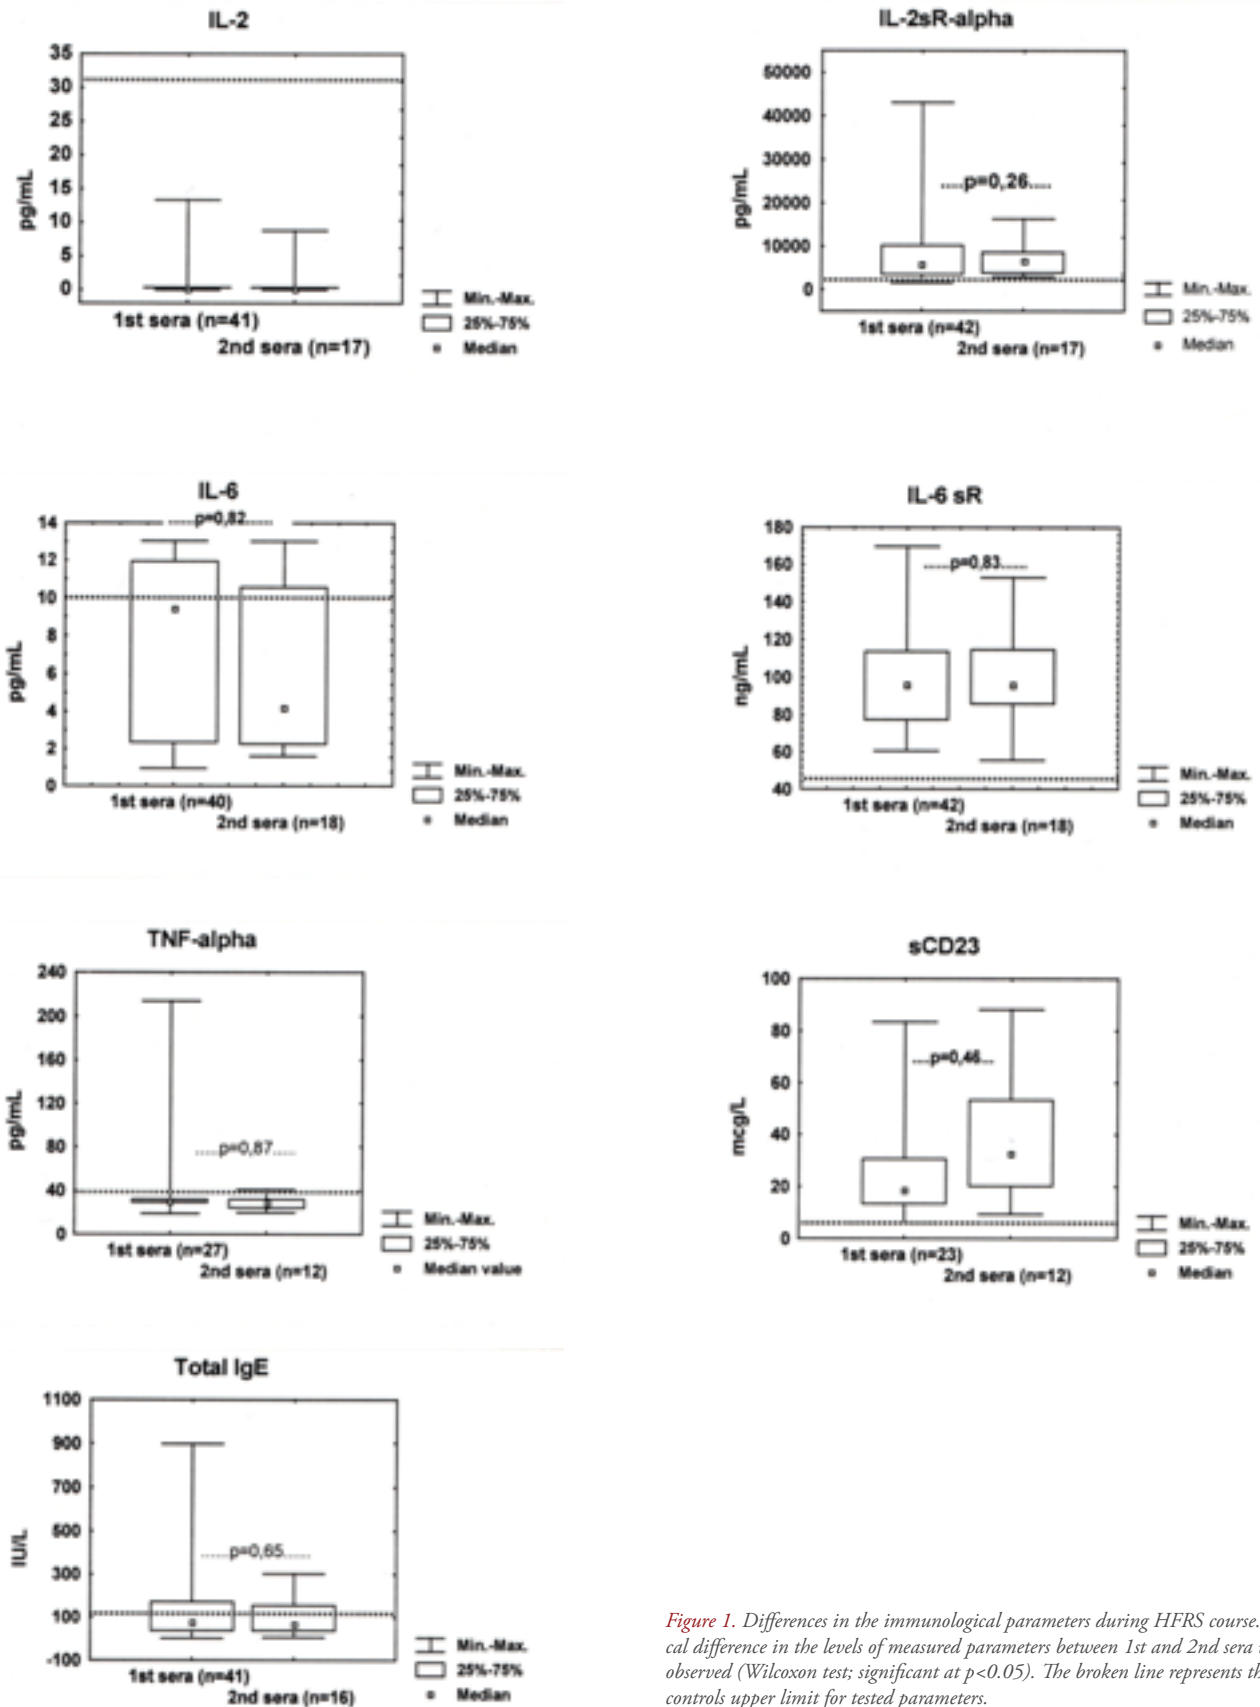 IL-2
35
30
25
20
15
10
5
0
pg/mL
1st sera (n=41)
2nd sera (n=17)
Min.-Max.
25%-75%
Median
IL-2sR-alpha
50000
40000
30000
20000
10000
0
pg/mL
p=0,26
1st sera (n=42)
2nd sera (n=17)
Min.-Max.
25%-75%
Median
IL-6
p=0,82
14
12
10
8
6
4
2
0
pg/mL
1st sera (n=40)
2nd sera (n=18)
Min.-Max.
25%-75%
Median
IL-6 sR
180
160
140
120
100
80
60
40
ng/mL
p=0,83
1st sera (n=42)
2nd sera (n=18)
Min.-Max.
25%-75%
Median
TNF-alpha
240
200
160
120
80
40
0
pg/mL
p=0,87
1st sera (n=27)
2nd sera (n=12)
Min.-Max.
25%-75%
Median value
sCD23
100
80
60
40
20
0
mcg/L
p=0,46
1st sera (n=23)
2nd sera (n=12)
Min.-Max.
25%-75%
Median
Total IgE
1100
900
700
500
300
100
-100
IU/L
p=0,65
1st sera (n=41)
2nd sera (n=16)
Min.-Max.
25%-75%
Median
Figure 1. Differences in the immunological parameters during HFRS course.
cal difference in the levels of measured parameters between 1st and 2nd sera
observed (Wilcoxon test; significant at p<0.05). The broken line represents
controls upper limit for tested parameters.